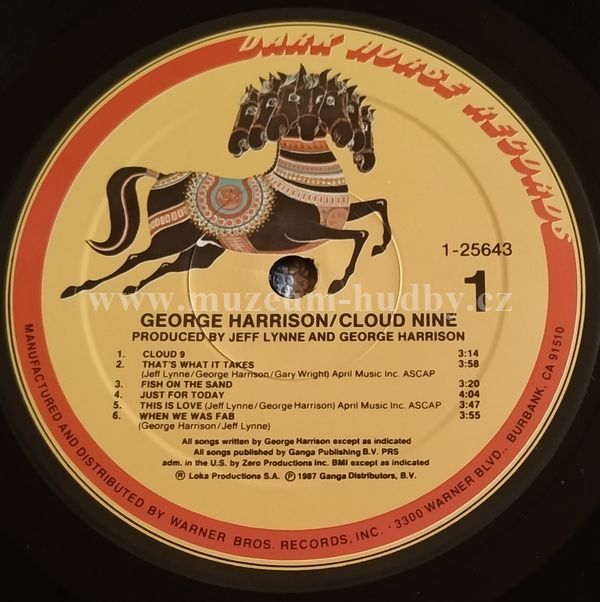 DARK HORSE RECORDS
1-25643
1
www.muzeum-hudby.cz
GEORGE HARRISON/CLOUD NINE
PRODUCED BY JEFF LYNNE AND GEORGE HARRISON
1. CLOUD 9 3:14
2. THAT'S WHAT IT TAKES 3:58
(Jeff Lynne/George Harrison/Gary Wright) April Music Inc. ASCAP
3. FISH ON THE SAND 3:20
4. JUST FOR TODAY 4:04
5. THIS IS LOVE (Jeff Lynne/George Harrison) April Music Inc. ASCAP 3:47
6. WHEN WE WAS FAB 3:55
(George Harrison/Jeff Lynne)
All songs written by George Harrison except as indicated
All songs published by Ganga Publishing B.V. PRS
adm. in the U.S. by Zero Productions Inc. BMI except as indicated
® Loka Productions S.A. ℗ 1987 Ganga Distributors, B.V.
MANUFACTURED AND DISTRIBUTED BY WARNER BROS. RECORDS, INC. · 3300 WARNER BLVD., BURBANK, CA 91510